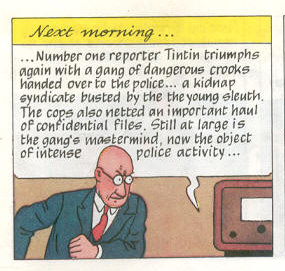 Next morning...
...Number one reporter Tintin triumphs
again with a gang of dangerous crooks
handed over to the police... a kidnap
syndicate busted by the the young sleuth.
The cops also netted an important haul
of confidential files. Still at large is
the gang's mastermind, now the object
of intense police activity...